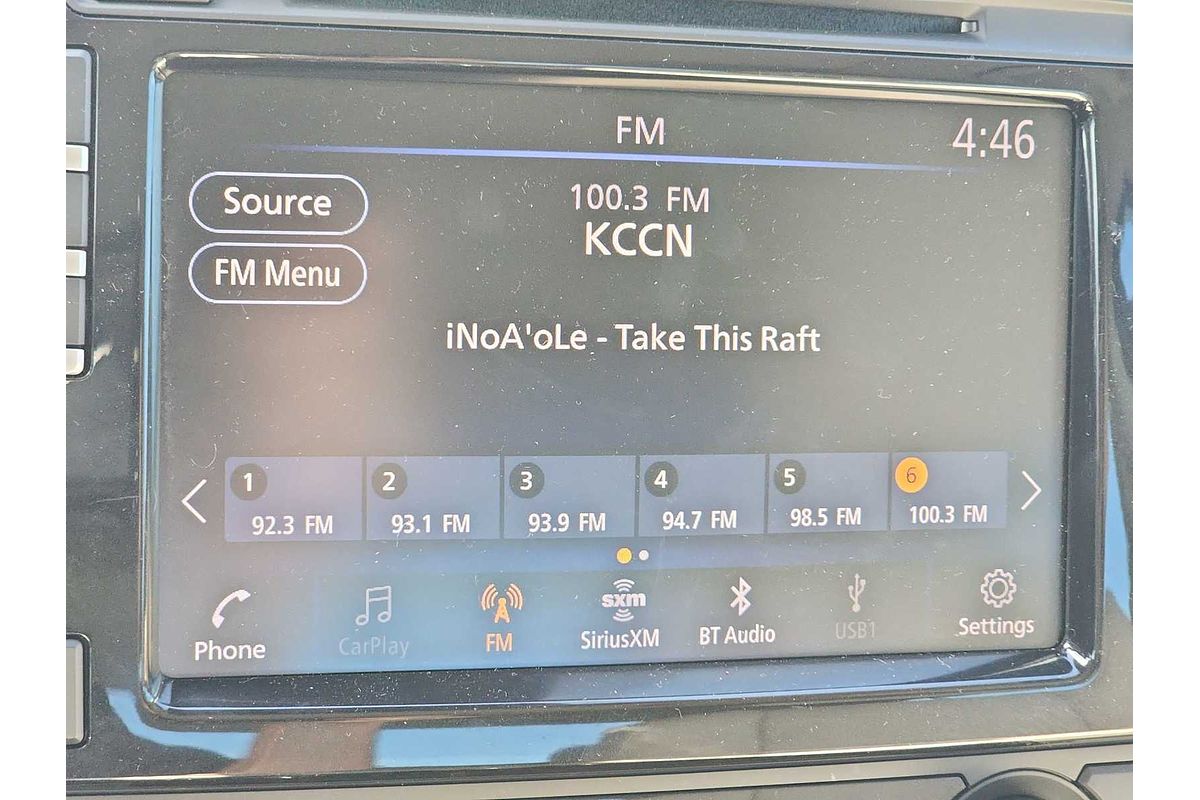 FM
4:46
Source
100.3 FM
KCCN
FM Menu
iNoA'oLe - Take This Raft
1 2 3 4 5 6
92.3 FM 93.1 FM 93.9 FM 94.7 FM 98.5 FM 100.3 FM
sxm
Phone CarPlay FM SiriusXM BT Audio USB1 Settings